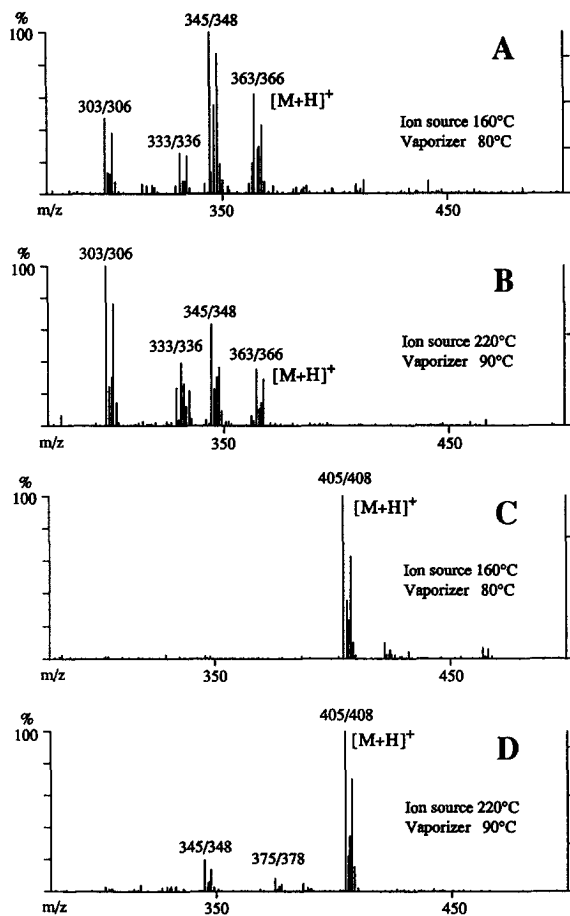 %
345/348
100
A
363/366
[M+H]+
303/306
333/336
Ion source 160°C
Vaporizer 80°C
m/z
350
450
%
303/306
100
B
345/348
333/336
363/366
[M+H]+
Ion source 220°C
Vaporizer 90°C
m/z
350
450
405/408
%
100
[M+H]+
C
Ion source 160°C
Vaporizer 80°C
m/z
350
450
405/408
%
100
[M+H]+
D
Ion source 220°C
Vaporizer 90°C
345/348
375/378
m/z
350
450